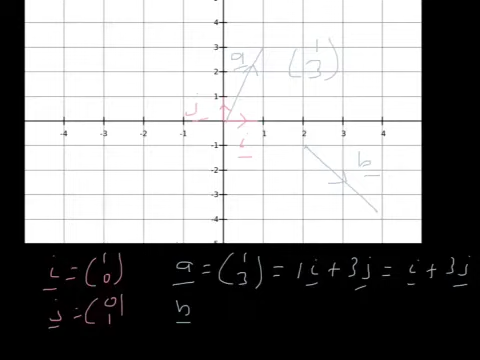 5
3
a ( 1 3 )
2
j
1
-4 -3 -2 -1 1 2 3 4
i
-1
b
-2
-3
-4
5
i = ( 1 0 ) a = ( 1 3 ) = 1i + 3j = i + 3j
j = ( 0 1 ) b